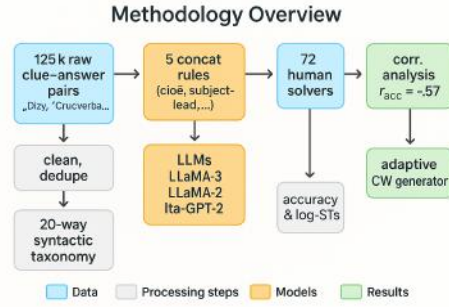 Methodology Overview
125 k raw
clue–answer
pairs
„Dizy, "Crucverba...
5 concat
rules
(cioë, subject-
lead,...)
72
human
solvers
corr.
analysis
r_acc = -.57
clean,
dedupe
LLMs
LLaMA-3
LLaMA-2
Ita-GPT-2
accuracy
& log-STs
adaptive
CW generator
20-way
syntactic
taxonomy
Data
Processing steps
Models
Results